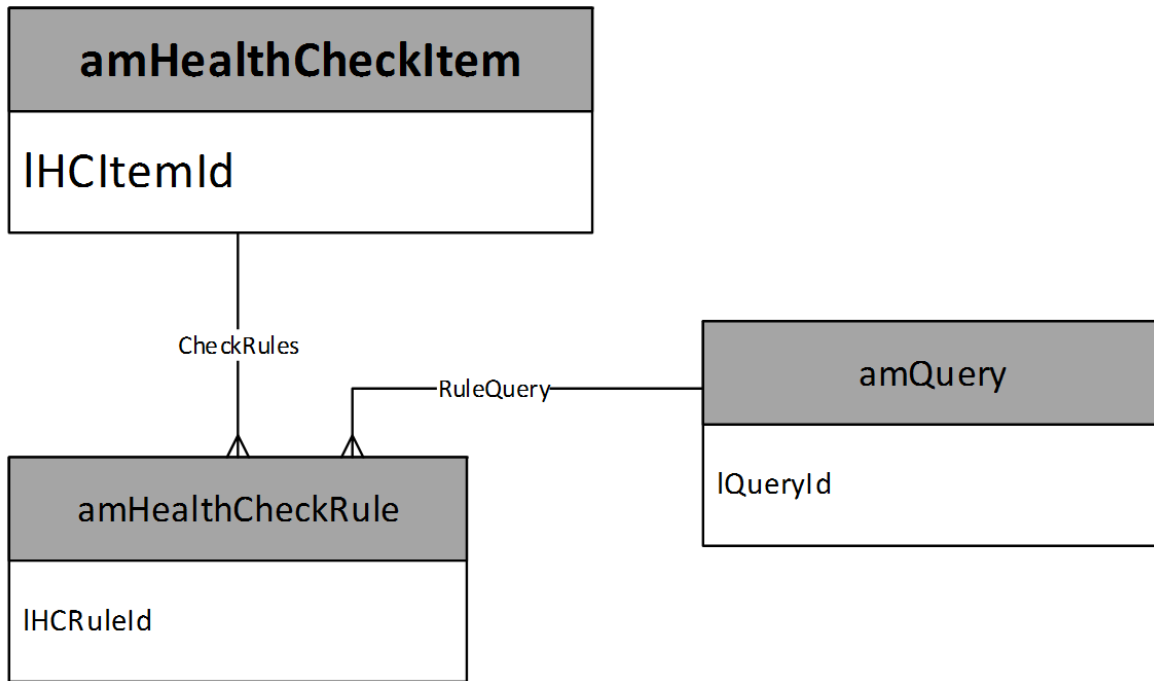 amHealthCheckItem
lHCItemId
CheckRules
RuleQuery
amQuery
lQueryId
amHealthCheckRule
lHCRuleId